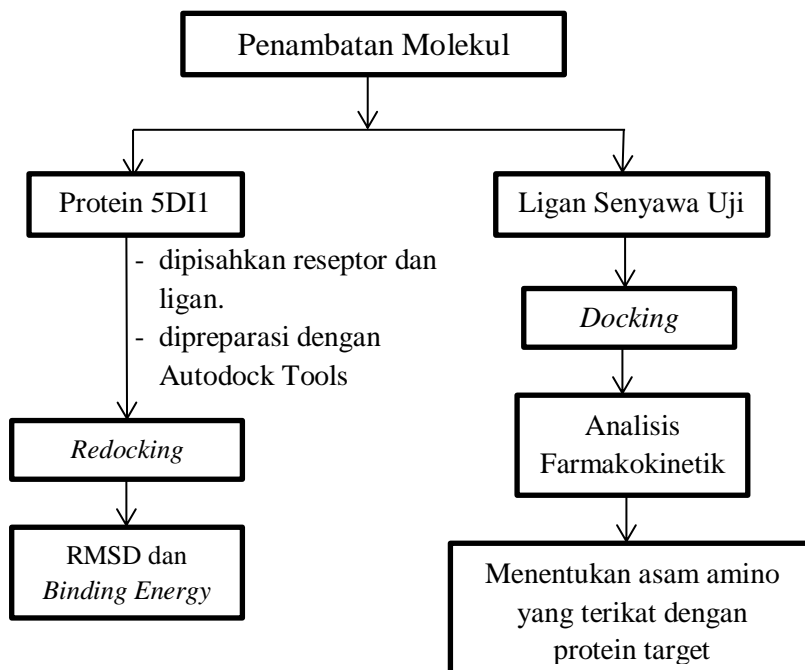 Penambatan Molekul
Protein 5DI1
- dipisahkan reseptor dan
ligan.
- dipreparasi dengan
Autodock Tools
Redocking
RMSD dan
Binding Energy
Ligan Senyawa Uji
Docking
Analisis
Farmakokinetik
Menentukan asam amino
yang terikat dengan
protein target